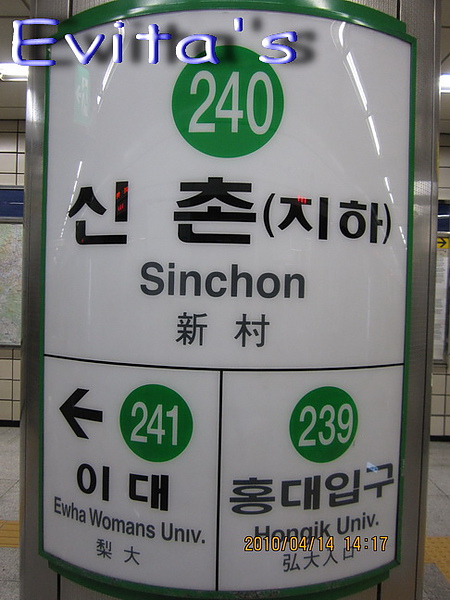 Evita's
240
신 촌(지하)
Sinchon
新 村
← 241
이 대
Ewha Womans Univ.
梨 大
239
홍대입구
Hongik Univ.
弘大入口
2010/04/14 14:17